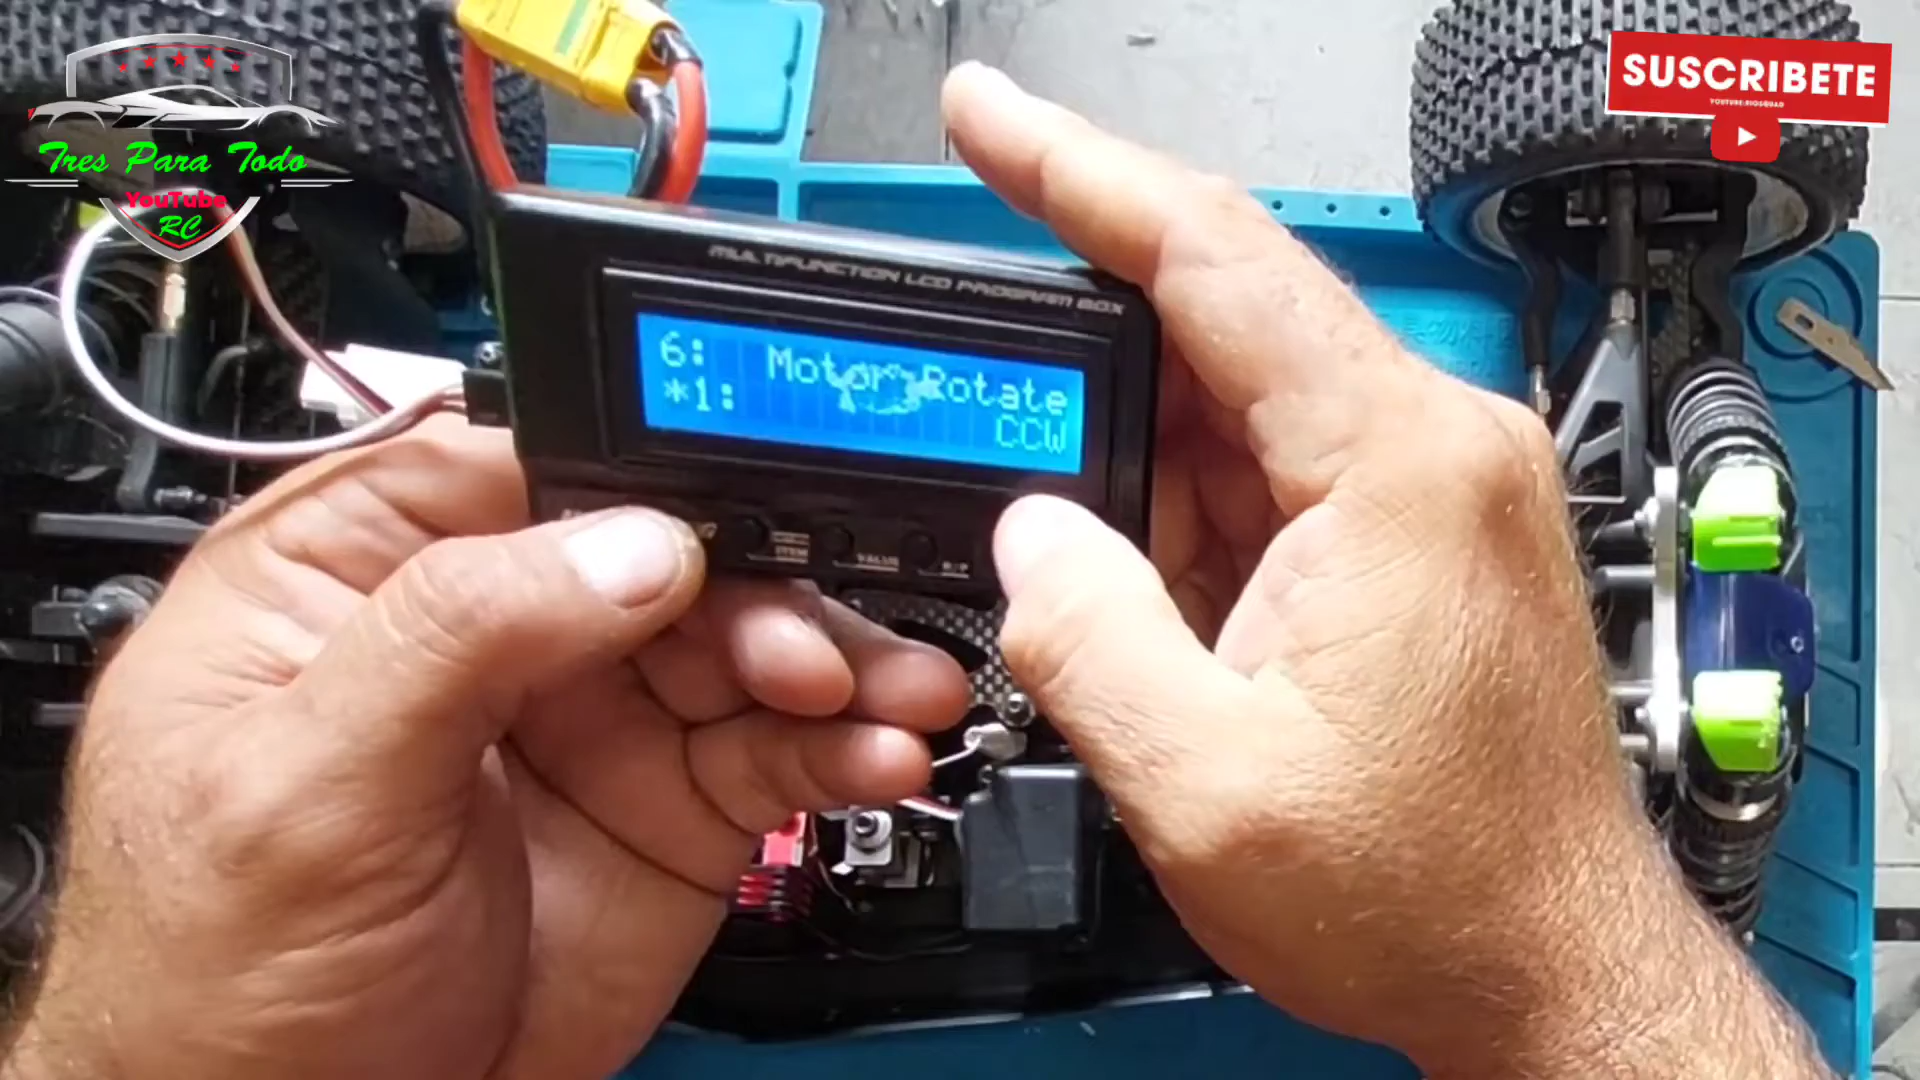 Tres Para Todo
YouTube
RC
SUSCRIBETE
MULTIFUNCTION LCD PROGRAM BOX
6: Motor Rotate
*1: CCW
ITEM
VALUE
R/P